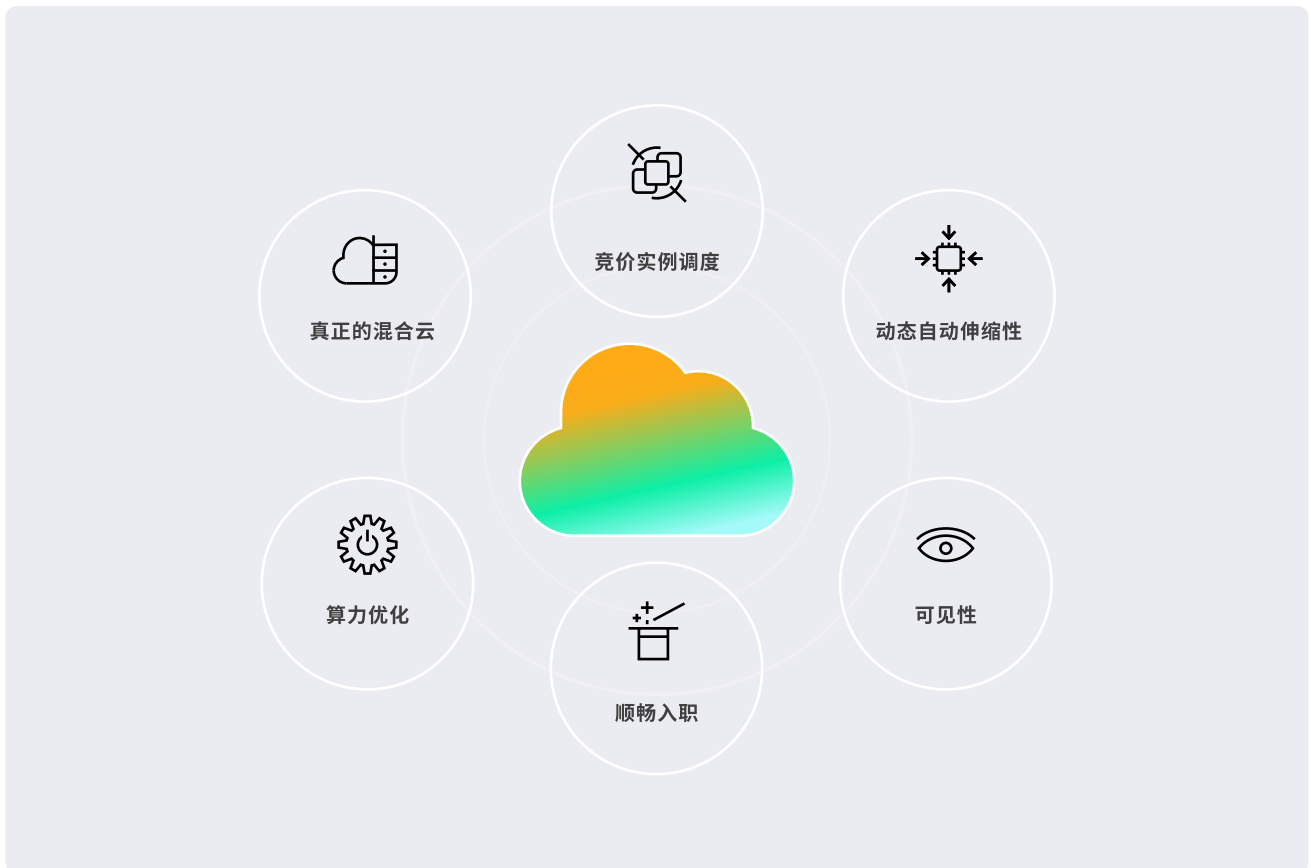 竞价实例调度
真正的混合云
动态自动伸缩性
算力优化
可见性
顺畅入职